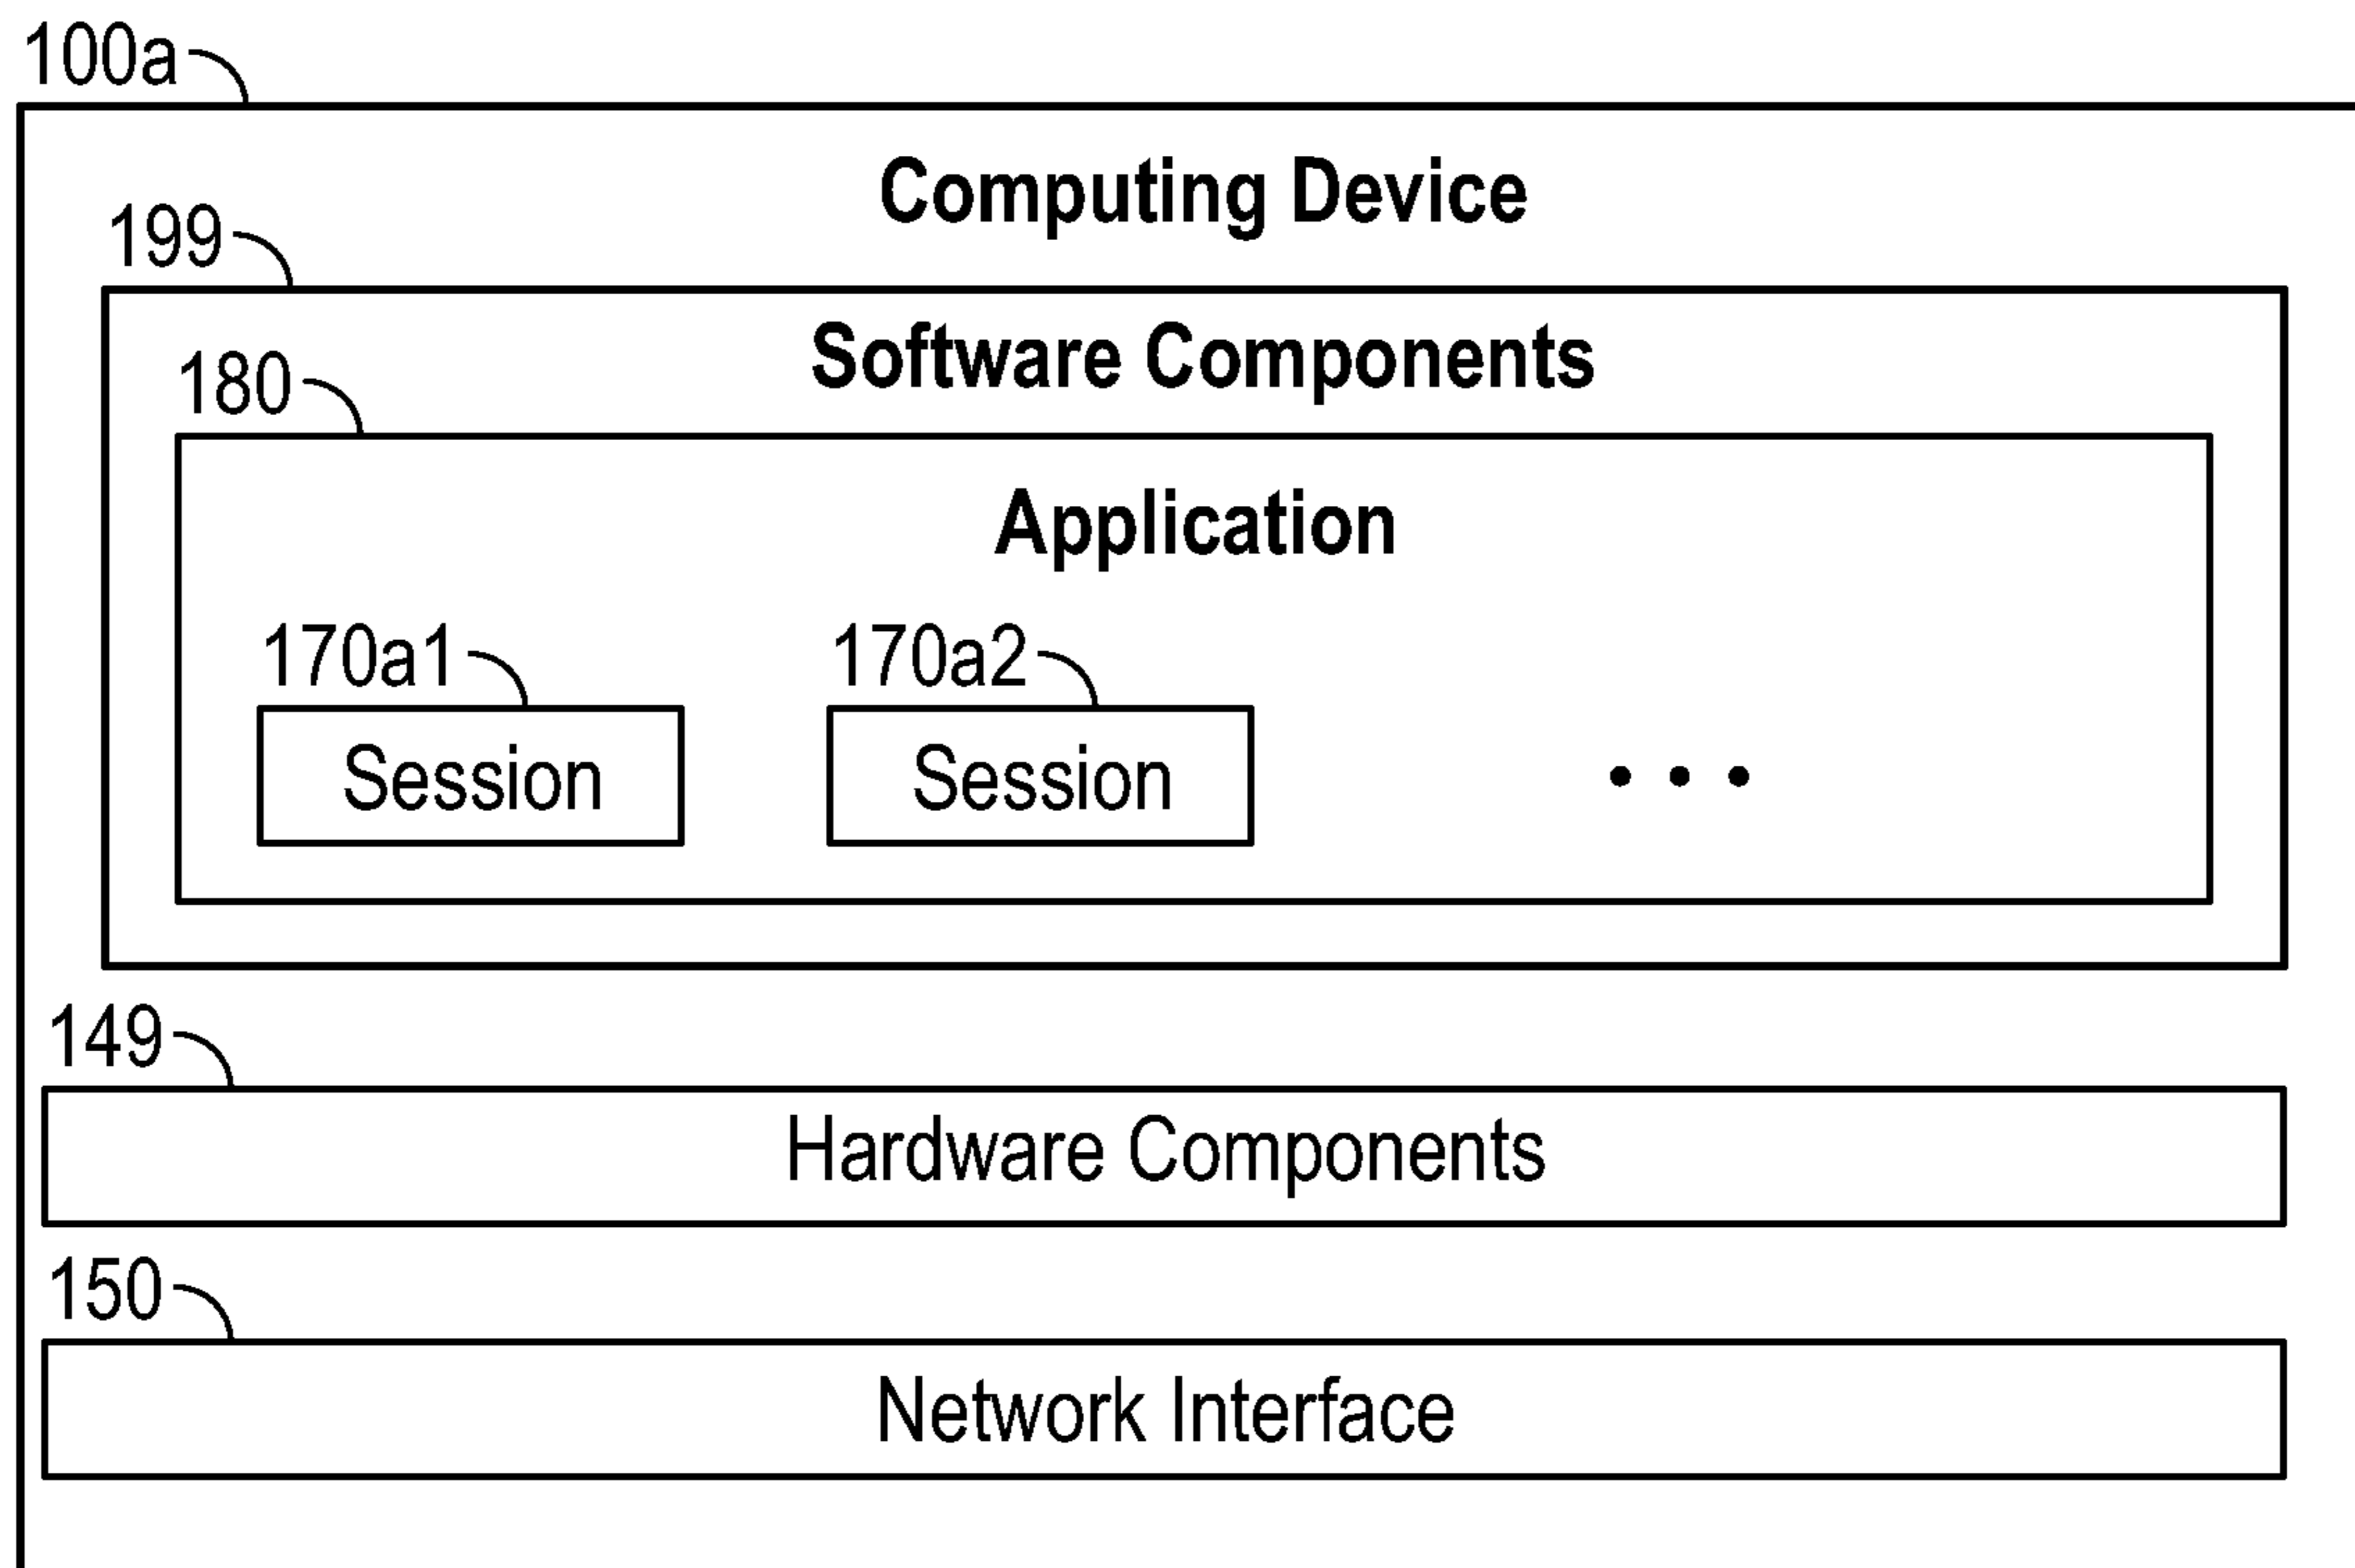 100a
Computing Device
199
Software Components
180
Application
170a1 170a2
Session Session
• • •
149
Hardware Components
150
Network Interface